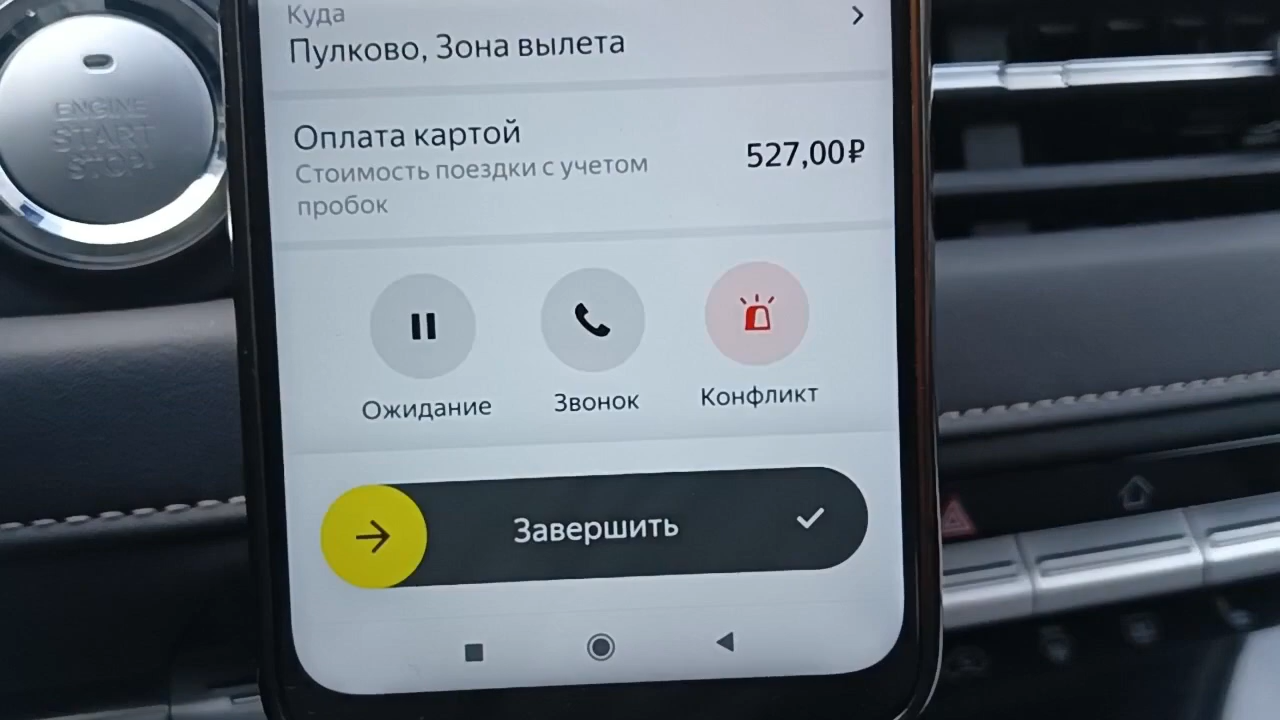 Куда
Пулково, Зона вылета
ENGINE
START
STOP
Оплата картой
527,00₽
Стоимость поездки с учетом
пробок
Ожидание
Звонок
Конфликт
Завершить